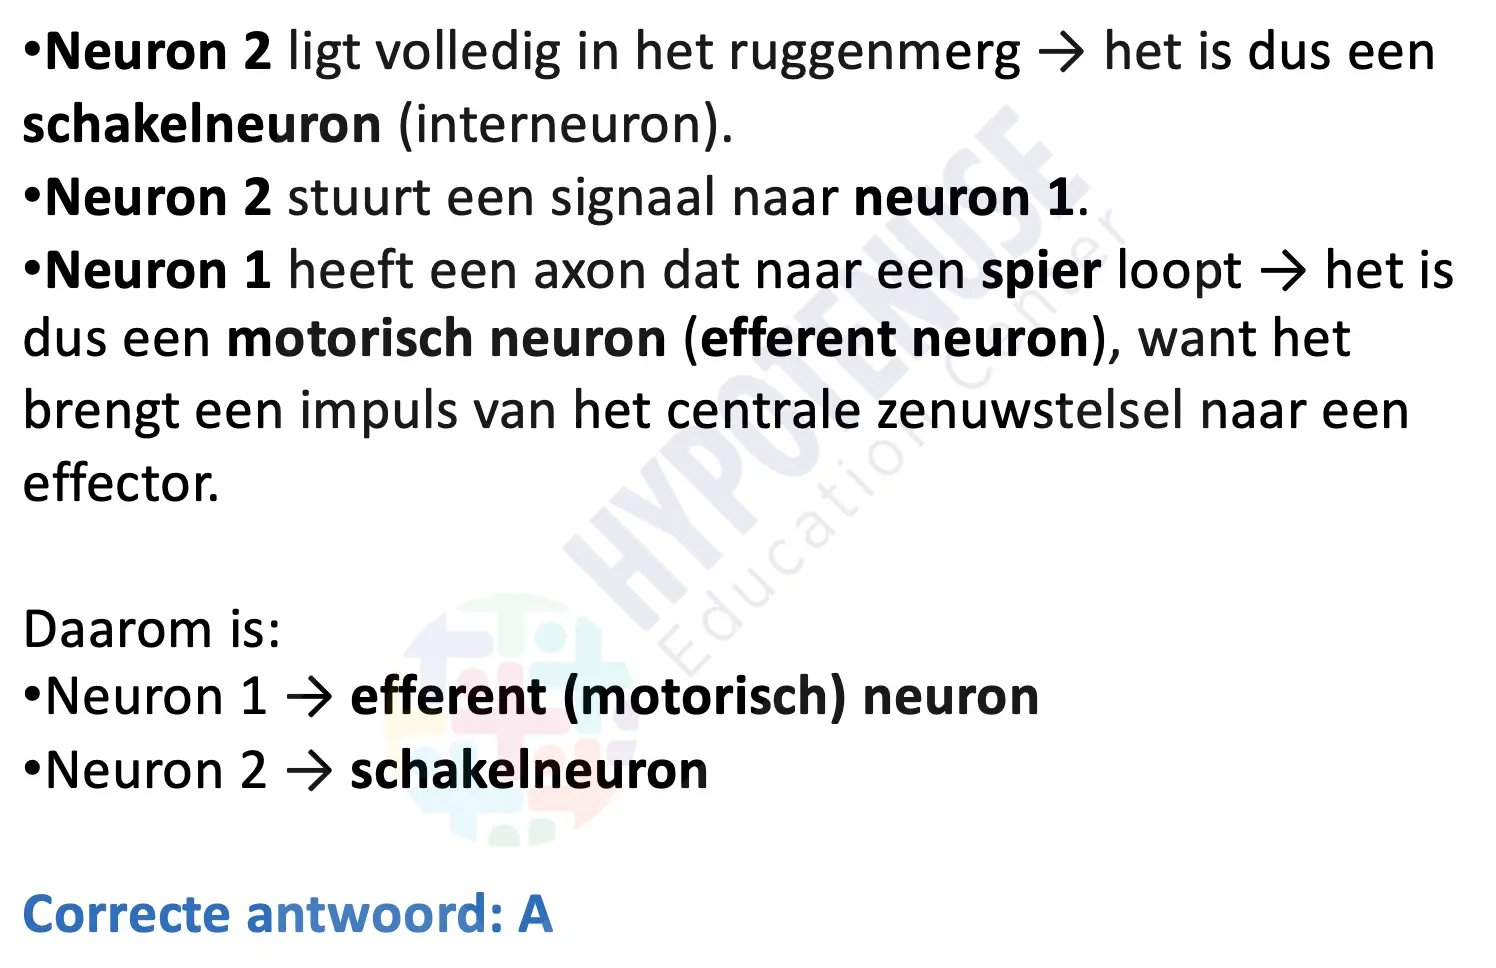 •Neuron 2 ligt volledig in het ruggenmerg → het is dus een
schakelneuron (interneuron).
•Neuron 2 stuurt een signaal naar neuron 1.
•Neuron 1 heeft een axon dat naar een spier loopt → het is
dus een motorisch neuron (efferent neuron), want het
brengt een impuls van het centrale zenuwstelsel naar een
effector.
Daarom is:
•Neuron 1 → efferent (motorisch) neuron
•Neuron 2 → schakelneuron
Correcte antwoord: A
HYPOTENUSE
Education Center